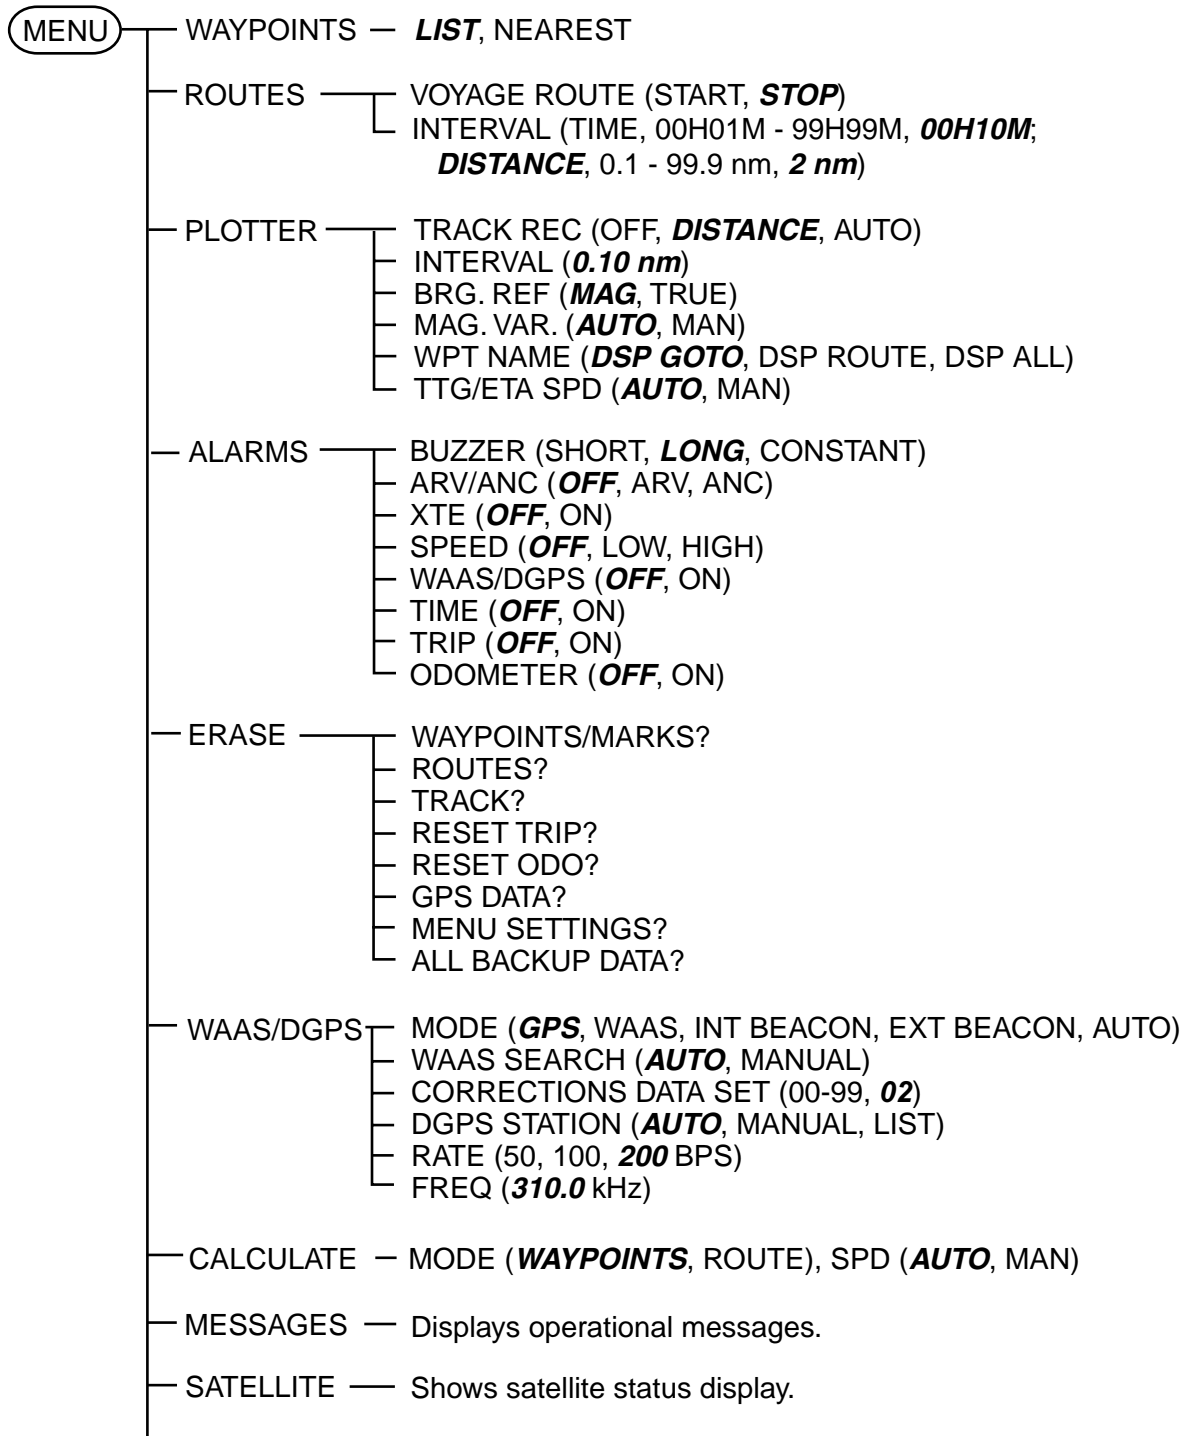 MENU WAYPOINTS LIST, NEAREST
ROUTES VOYAGE ROUTE (START, STOP)
INTERVAL (TIME, 00H01M - 99H99M, 00H10M;
DISTANCE, 0.1 - 99.9 nm, 2 nm)
PLOTTER TRACK REC (OFF, DISTANCE, AUTO)
INTERVAL (0.10 nm)
BRG. REF (MAG, TRUE)
MAG. VAR. (AUTO, MAN)
WPT NAME (DSP GOTO, DSP ROUTE, DSP ALL)
TTG/ETA SPD (AUTO, MAN)
ALARMS BUZZER (SHORT, LONG, CONSTANT)
ARV/ANC (OFF, ARV, ANC)
XTE (OFF, ON)
SPEED (OFF, LOW, HIGH)
WAAS/DGPS (OFF, ON)
TIME (OFF, ON)
TRIP (OFF, ON)
ODOMETER (OFF, ON)
ERASE WAYPOINTS/MARKS?
ROUTES?
TRACK?
RESET TRIP?
RESET ODO?
GPS DATA?
MENU SETTINGS?
ALL BACKUP DATA?
WAAS/DGPS MODE (GPS, WAAS, INT BEACON, EXT BEACON, AUTO)
WAAS SEARCH (AUTO, MANUAL)
CORRECTIONS DATA SET (00-99, 02)
DGPS STATION (AUTO, MANUAL, LIST)
RATE (50, 100, 200 BPS)
FREQ (310.0 kHz)
CALCULATE MODE (WAYPOINTS, ROUTE), SPD (AUTO, MAN)
MESSAGES Displays operational messages.
SATELLITE Shows satellite status display.